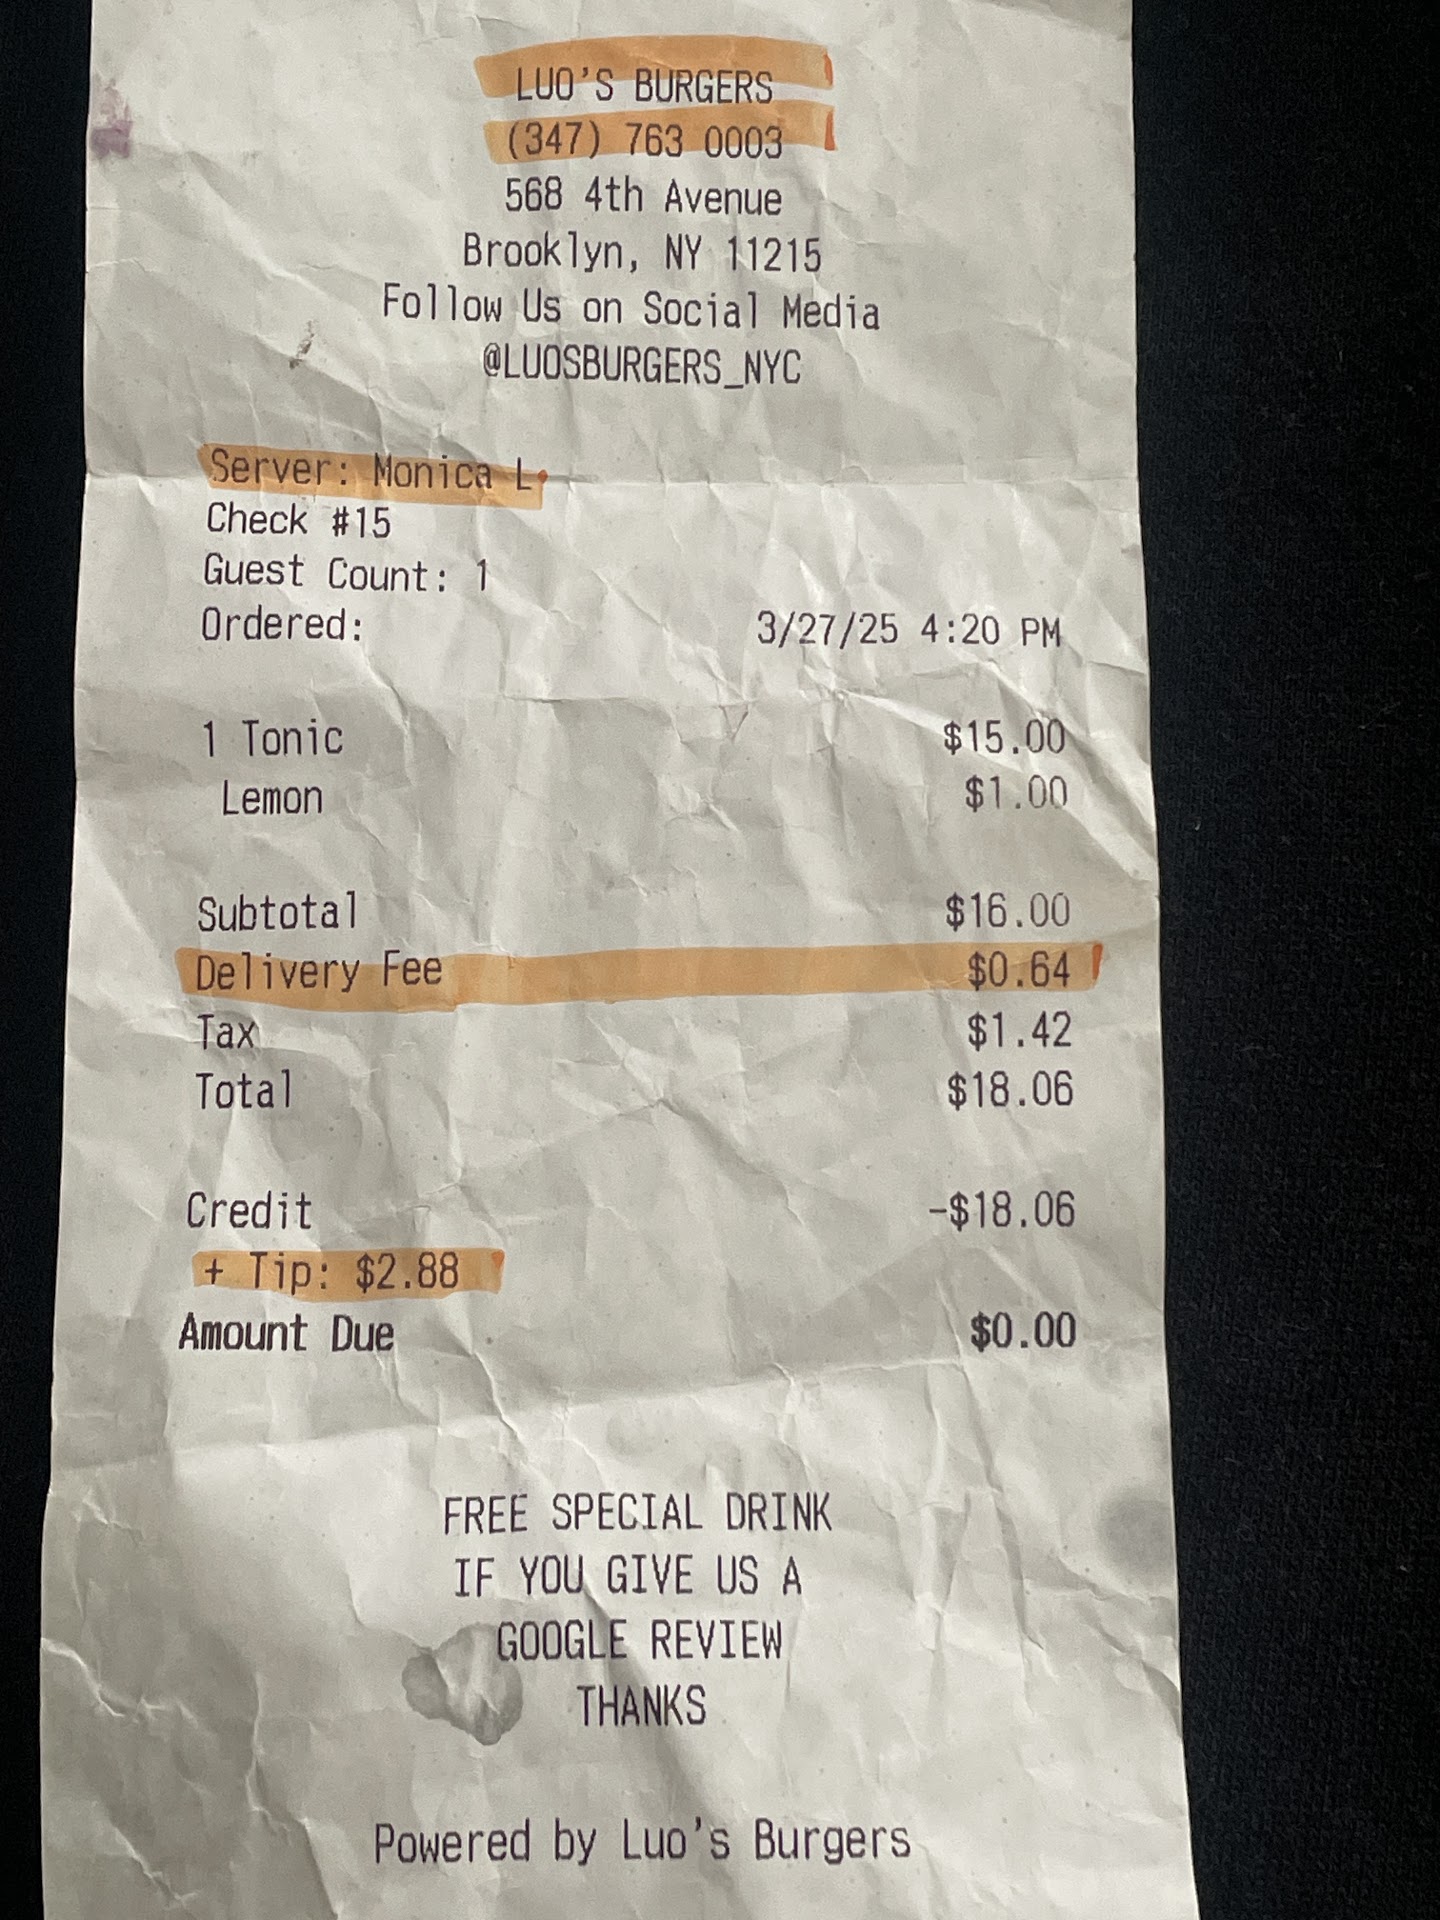 LUO'S BURGERS
(347) 763 0003
568 4th Avenue
Brooklyn, NY 11215
Follow Us on Social Media
@LUOSBURGERS_NYC
Server: Monica L.
Check #15
Guest Count: 1
Ordered: 3/27/25 4:20 PM
1 Tonic $15.00
Lemon $1.00
Subtotal $16.00
Delivery Fee $0.64
Tax $1.42
Total $18.06
Credit -$18.06
+ Tip: $2.88
Amount Due $0.00
FREE SPECIAL DRINK
IF YOU GIVE US A
GOOGLE REVIEW
THANKS
Powered by Luo's Burgers